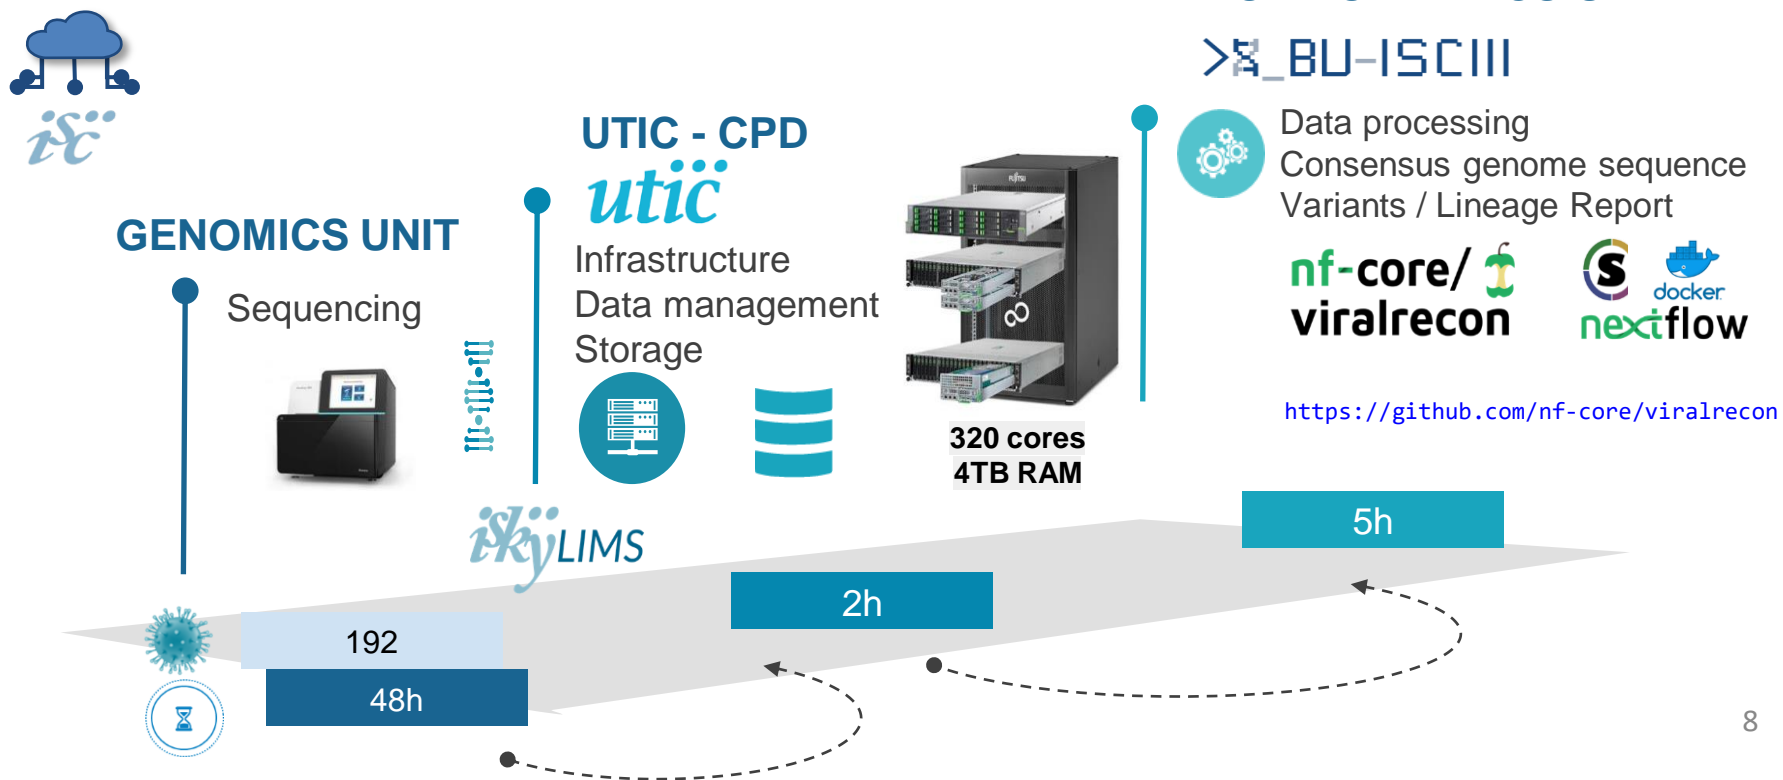 >_BU-ISCIII
isciii
UTIC - CPD
utic
GENOMICS UNIT
Sequencing
Infrastructure
Data management
Storage
FUJITSU
320 cores
4TB RAM
Data processing
Consensus genome sequence
Variants / Lineage Report
nf-core/
viralrecon
S
docker
nextflow
https://github.com/nf-core/viralrecon
iskyLIMS
5h
2h
192
48h
8